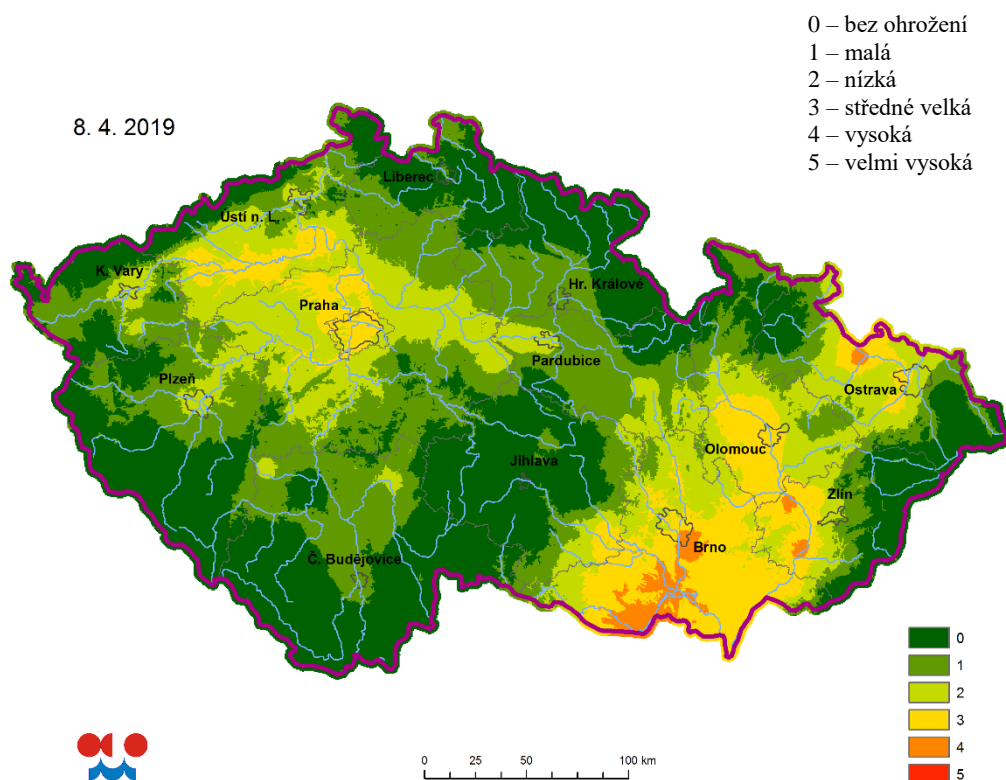 0 – bez ohrožení
1 – malá
2 – nízká
3 – středné velká
4 – vysoká
5 – velmi vysoká
8. 4. 2019
Liberec
Ústí n. L.
K. Vary
Hr. Králové
Praha
Pardubice
Plzeň
Ostrava
Olomouc
Jihlava
Zlín
Brno
Č. Budějovice
0
1
2
3
4
5
0 25 50 100 km